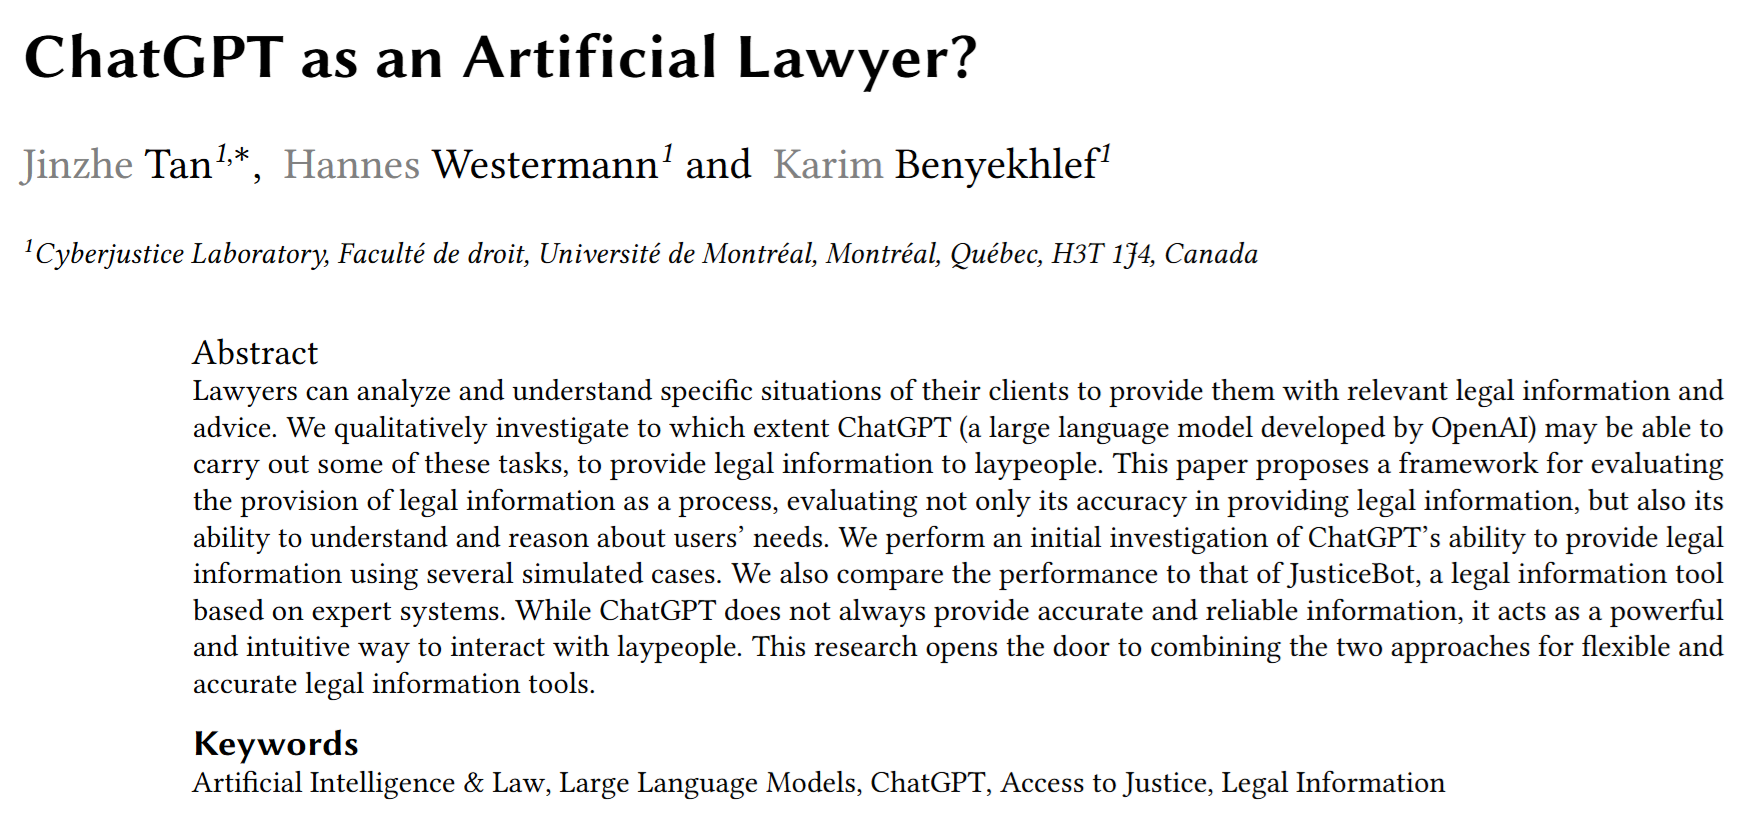 ChatGPT as an Artificial Lawyer?
Jinzhe Tan1,*, Hannes Westermann1 and Karim Benyekhlef1
1Cyberjustice Laboratory, Faculté de droit, Université de Montréal, Montréal, Québec, H3T 1J4, Canada
Abstract
Lawyers can analyze and understand specific situations of their clients to provide them with relevant legal information and
advice. We qualitatively investigate to which extent ChatGPT (a large language model developed by OpenAI) may be able to
carry out some of these tasks, to provide legal information to laypeople. This paper proposes a framework for evaluating
the provision of legal information as a process, evaluating not only its accuracy in providing legal information, but also its
ability to understand and reason about users’ needs. We perform an initial investigation of ChatGPT’s ability to provide legal
information using several simulated cases. We also compare the performance to that of JusticeBot, a legal information tool
based on expert systems. While ChatGPT does not always provide accurate and reliable information, it acts as a powerful
and intuitive way to interact with laypeople. This research opens the door to combining the two approaches for flexible and
accurate legal information tools.
Keywords
Artificial Intelligence & Law, Large Language Models, ChatGPT, Access to Justice, Legal Information